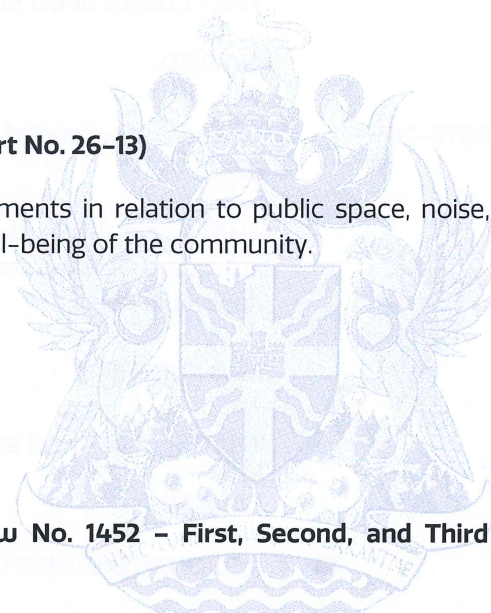 rt No. 26–13)
ments in relation to public space, noise,
l-being of the community.
w No. 1452 – First, Second, and Third